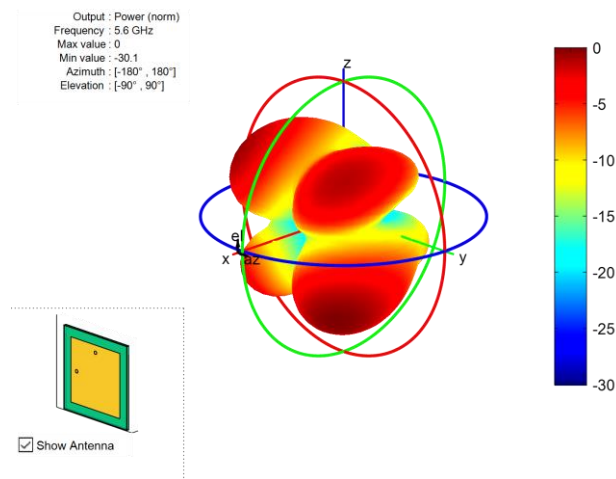 Output : Power (norm)
Frequency : 5.6 GHz
Max value : 0
Min value : -30.1
Azimuth : [-180° , 180°]
Elevation : [-90° , 90°]
z
el
x
az
y
0
-5
-10
-15
-20
-25
-30
Show Antenna